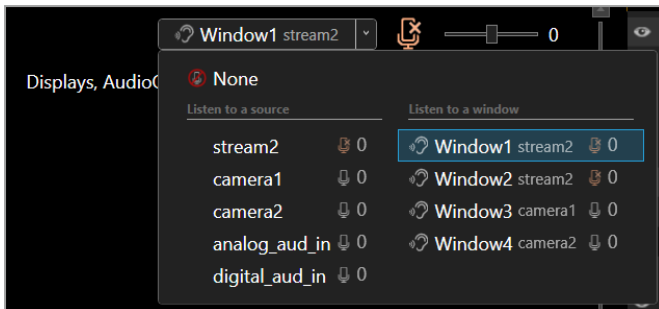 Window1 stream2 0
Displays, AudioO
None
Listen to a source
stream2 0
camera1 0
camera2 0
analog_aud_in 0
digital_aud_in 0
Listen to a window
Window1 stream2 0
Window2 stream2 0
Window3 camera1 0
Window4 camera2 0